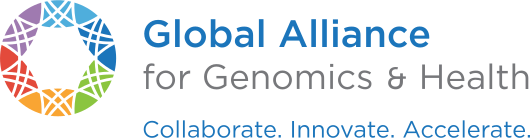 Global Alliance
for Genomics & Health
Collaborate. Innovate. Accelerate.